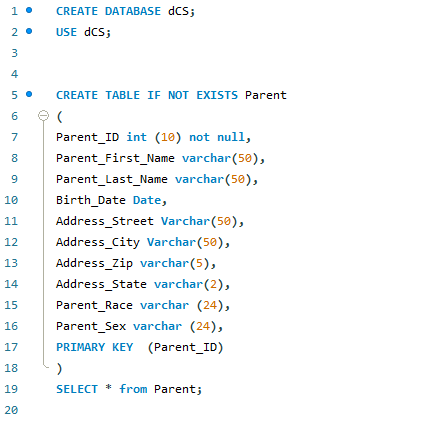 1 CREATE DATABASE dCS;
2 USE dCS;
3
4
5 CREATE TABLE IF NOT EXISTS Parent
6 (
7 Parent_ID int (10) not null,
8 Parent_First_Name varchar(50),
9 Parent_Last_Name varchar(50),
10 Birth_Date Date,
11 Address_Street Varchar(50),
12 Address_City Varchar(50),
13 Address_Zip varchar(5),
14 Address_State varchar(2),
15 Parent_Race varchar (24),
16 Parent_Sex varchar (24),
17 PRIMARY KEY  (Parent_ID)
18 )
19 SELECT * from Parent;
20